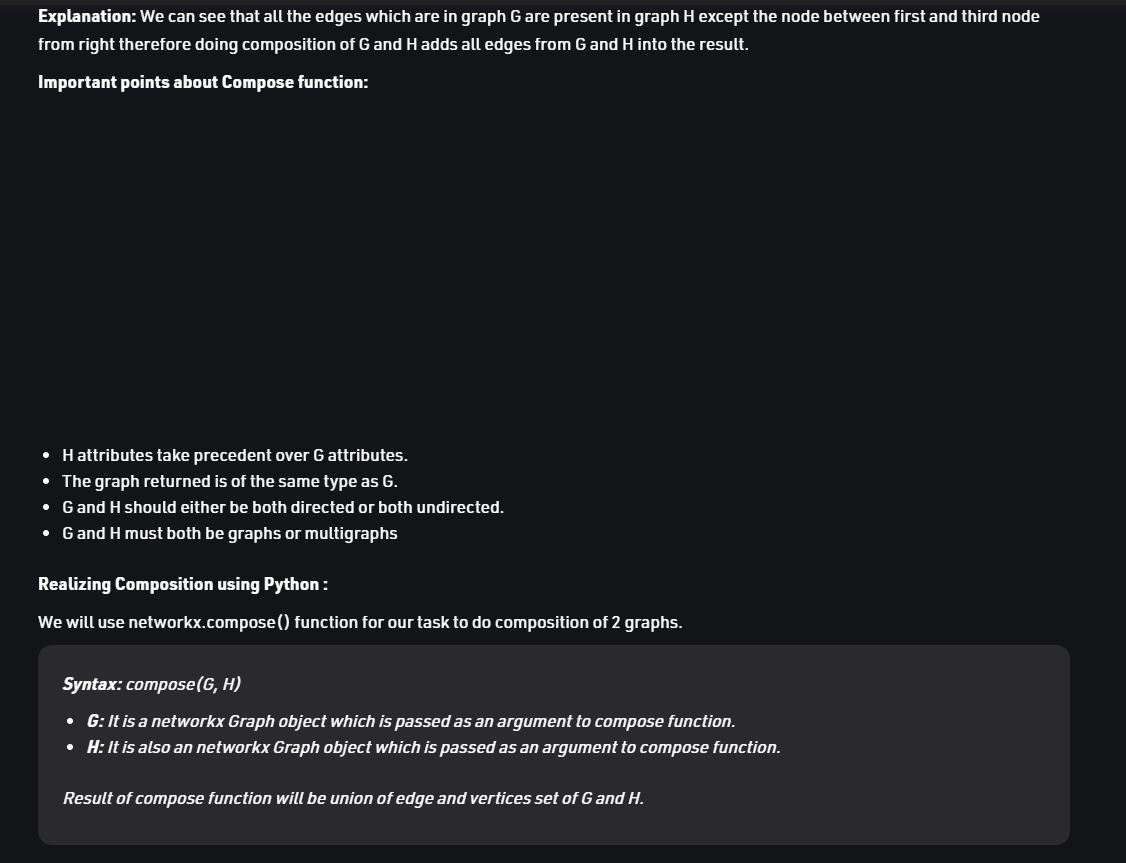 Explanation: We can see that all the edges which are in graph G are present in graph H except the node between first and third node
from right therefore doing composition of G and H adds all edges from G and H into the result.
Important points about Compose function:
• H attributes take precedent over G attributes.
• The graph returned is of the same type as G.
• G and H should either be both directed or both undirected.
• G and H must both be graphs or multigraphs
Realizing Composition using Python :
We will use networkx.compose() function for our task to do composition of 2 graphs.
Syntax: compose(G, H)
• G: It is a networkx Graph object which is passed as an argument to compose function.
• H: It is also an networkx Graph object which is passed as an argument to compose function.
Result of compose function will be union of edge and vertices set of G and H.